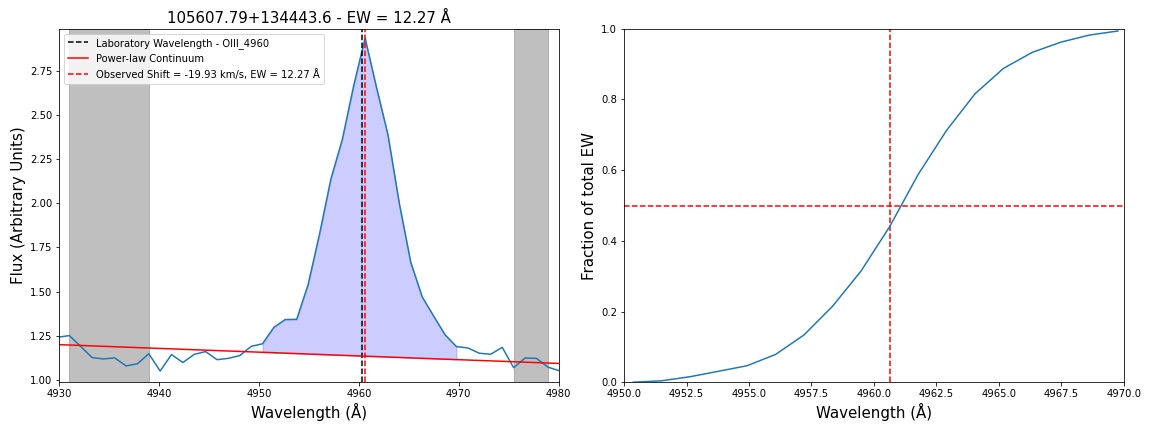 105607.79+134443.6 - EW = 12.27 Å
Laboratory Wavelength - OIII_4960
Power-law Continuum
Observed Shift = -19.93 km/s, EW = 12.27 Å
Flux (Arbitrary Units)
2.75
2.50
2.25
2.00
1.75
1.50
1.25
1.00
4930 4940 4950 4960 4970 4980
Wavelength (Å)
Fraction of total EW
1.0
0.8
0.6
0.4
0.2
0.0
4950.0 4952.5 4955.0 4957.5 4960.0 4962.5 4965.0 4967.5 4970.0
Wavelength (Å)